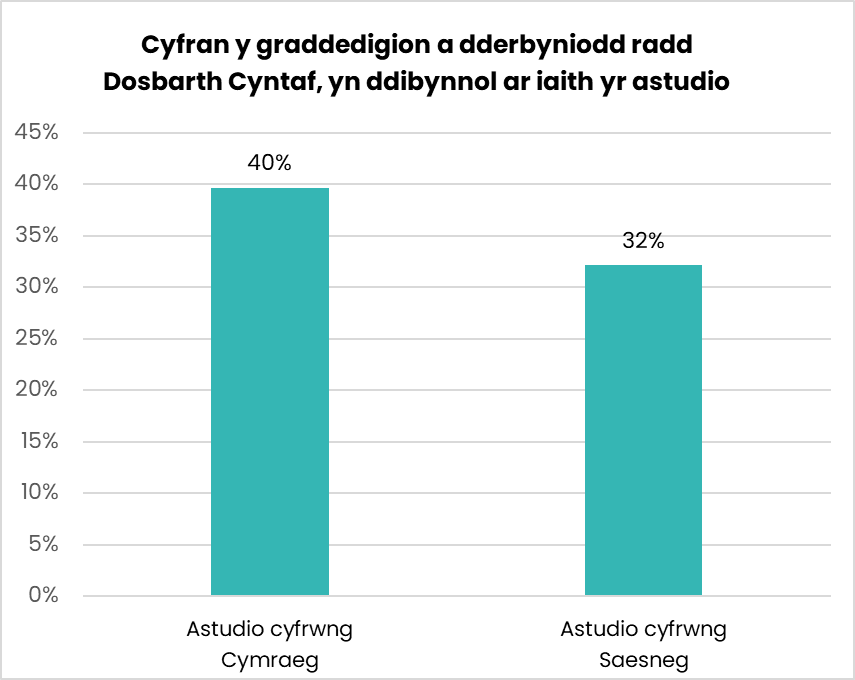 Cyfran y graddedigion a dderbyniodd radd
Dosbarth Cyntaf, yn ddibynnol ar iaith yr astudio
45%
40%
35%
30%
25%
20%
15%
10%
5%
0%
40%
32%
Astudio cyfrwng
Cymraeg
Astudio cyfrwng
Saesneg